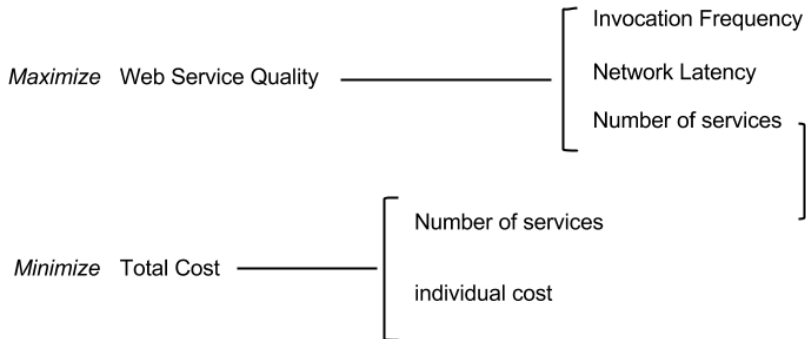 Invocation Frequency
Maximize Web Service Quality
Network Latency
Number of services
Number of services
Minimize Total Cost
individual cost